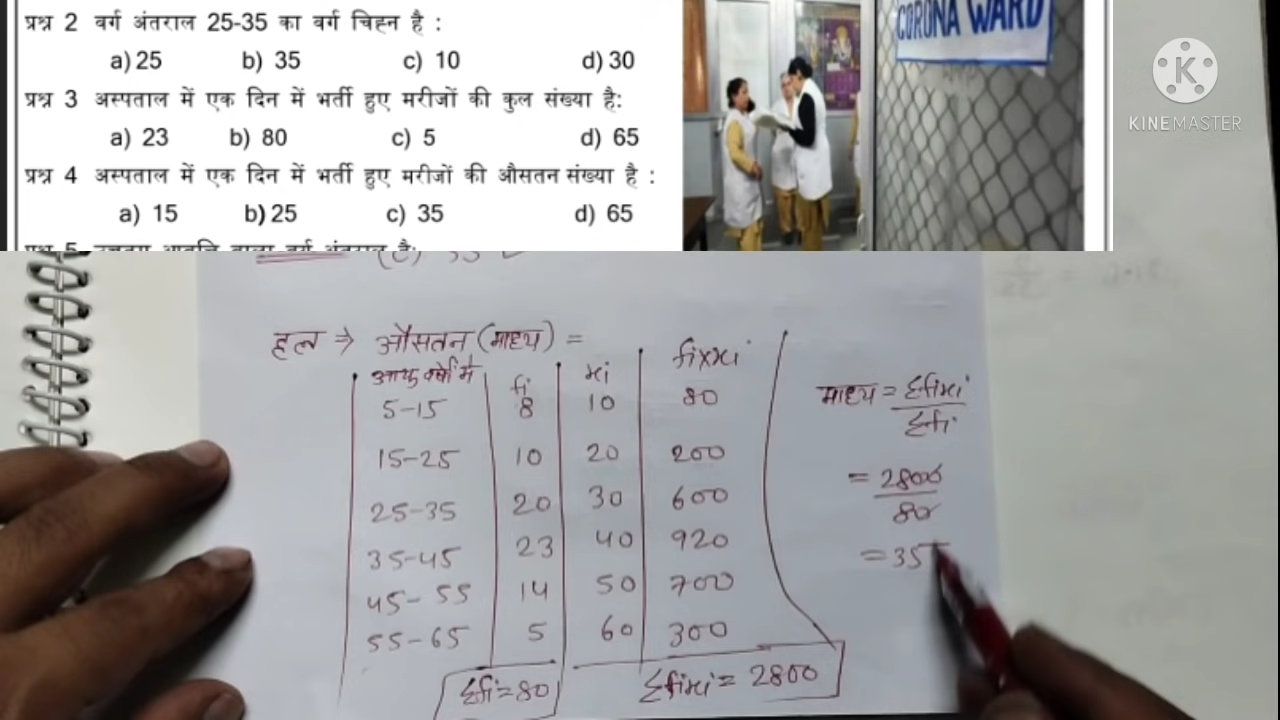 प्रश्न 2 वर्ग अंतराल 25-35 का वर्ग चिह्न है :
a) 25 b) 35 c) 10 d) 30
प्रश्न 3 अस्पताल में एक दिन में भर्ती हुए मरीजों की कुल संख्या है:
a) 23 b) 80 c) 5 d) 65
प्रश्न 4 अस्पताल में एक दिन में भर्ती हुए मरीजों की औसतन संख्या है :
a) 15 b) 25 c) 35 d) 65
CORONA WARD
KINEMASTER
हल ⇒ औसतन (माध्य) =
आयु वर्षो में fi xi fi×xi
5-15 8 10 80
15-25 10 20 200
25-35 20 30 600
35-45 23 40 920
45-55 14 50 700
55-65 5 60 300
Σfi=80 Σfixi = 2800
माध्य = Σfixi
Σfi
= 2800
80
= 35